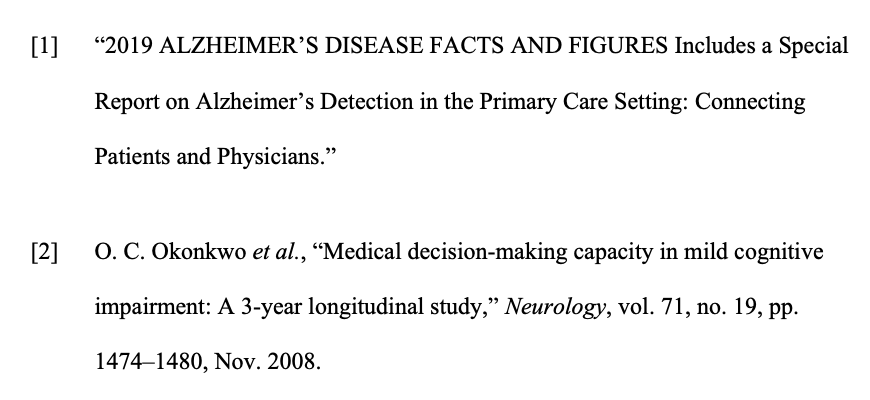 [1] “2019 ALZHEIMER’S DISEASE FACTS AND FIGURES Includes a Special
Report on Alzheimer’s Detection in the Primary Care Setting: Connecting
Patients and Physicians.”
[2] O. C. Okonkwo et al., “Medical decision-making capacity in mild cognitive
impairment: A 3-year longitudinal study,” Neurology, vol. 71, no. 19, pp.
1474–1480, Nov. 2008.